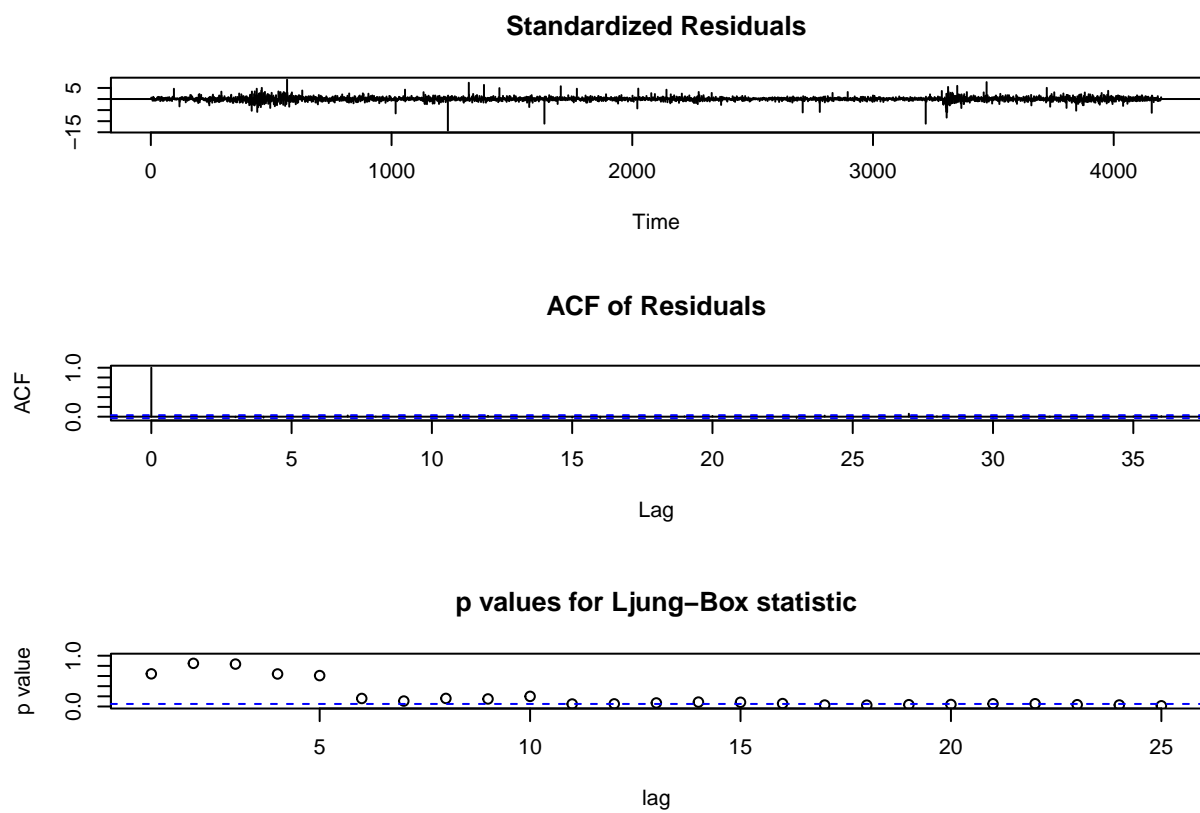 Standardized Residuals
5
−15
0 1000 2000 3000 4000
Time
ACF of Residuals
ACF
1.0
0.0
0 5 10 15 20 25 30 35
Lag
p values for Ljung−Box statistic
p value
1.0
0.0
5 10 15 20 25
lag